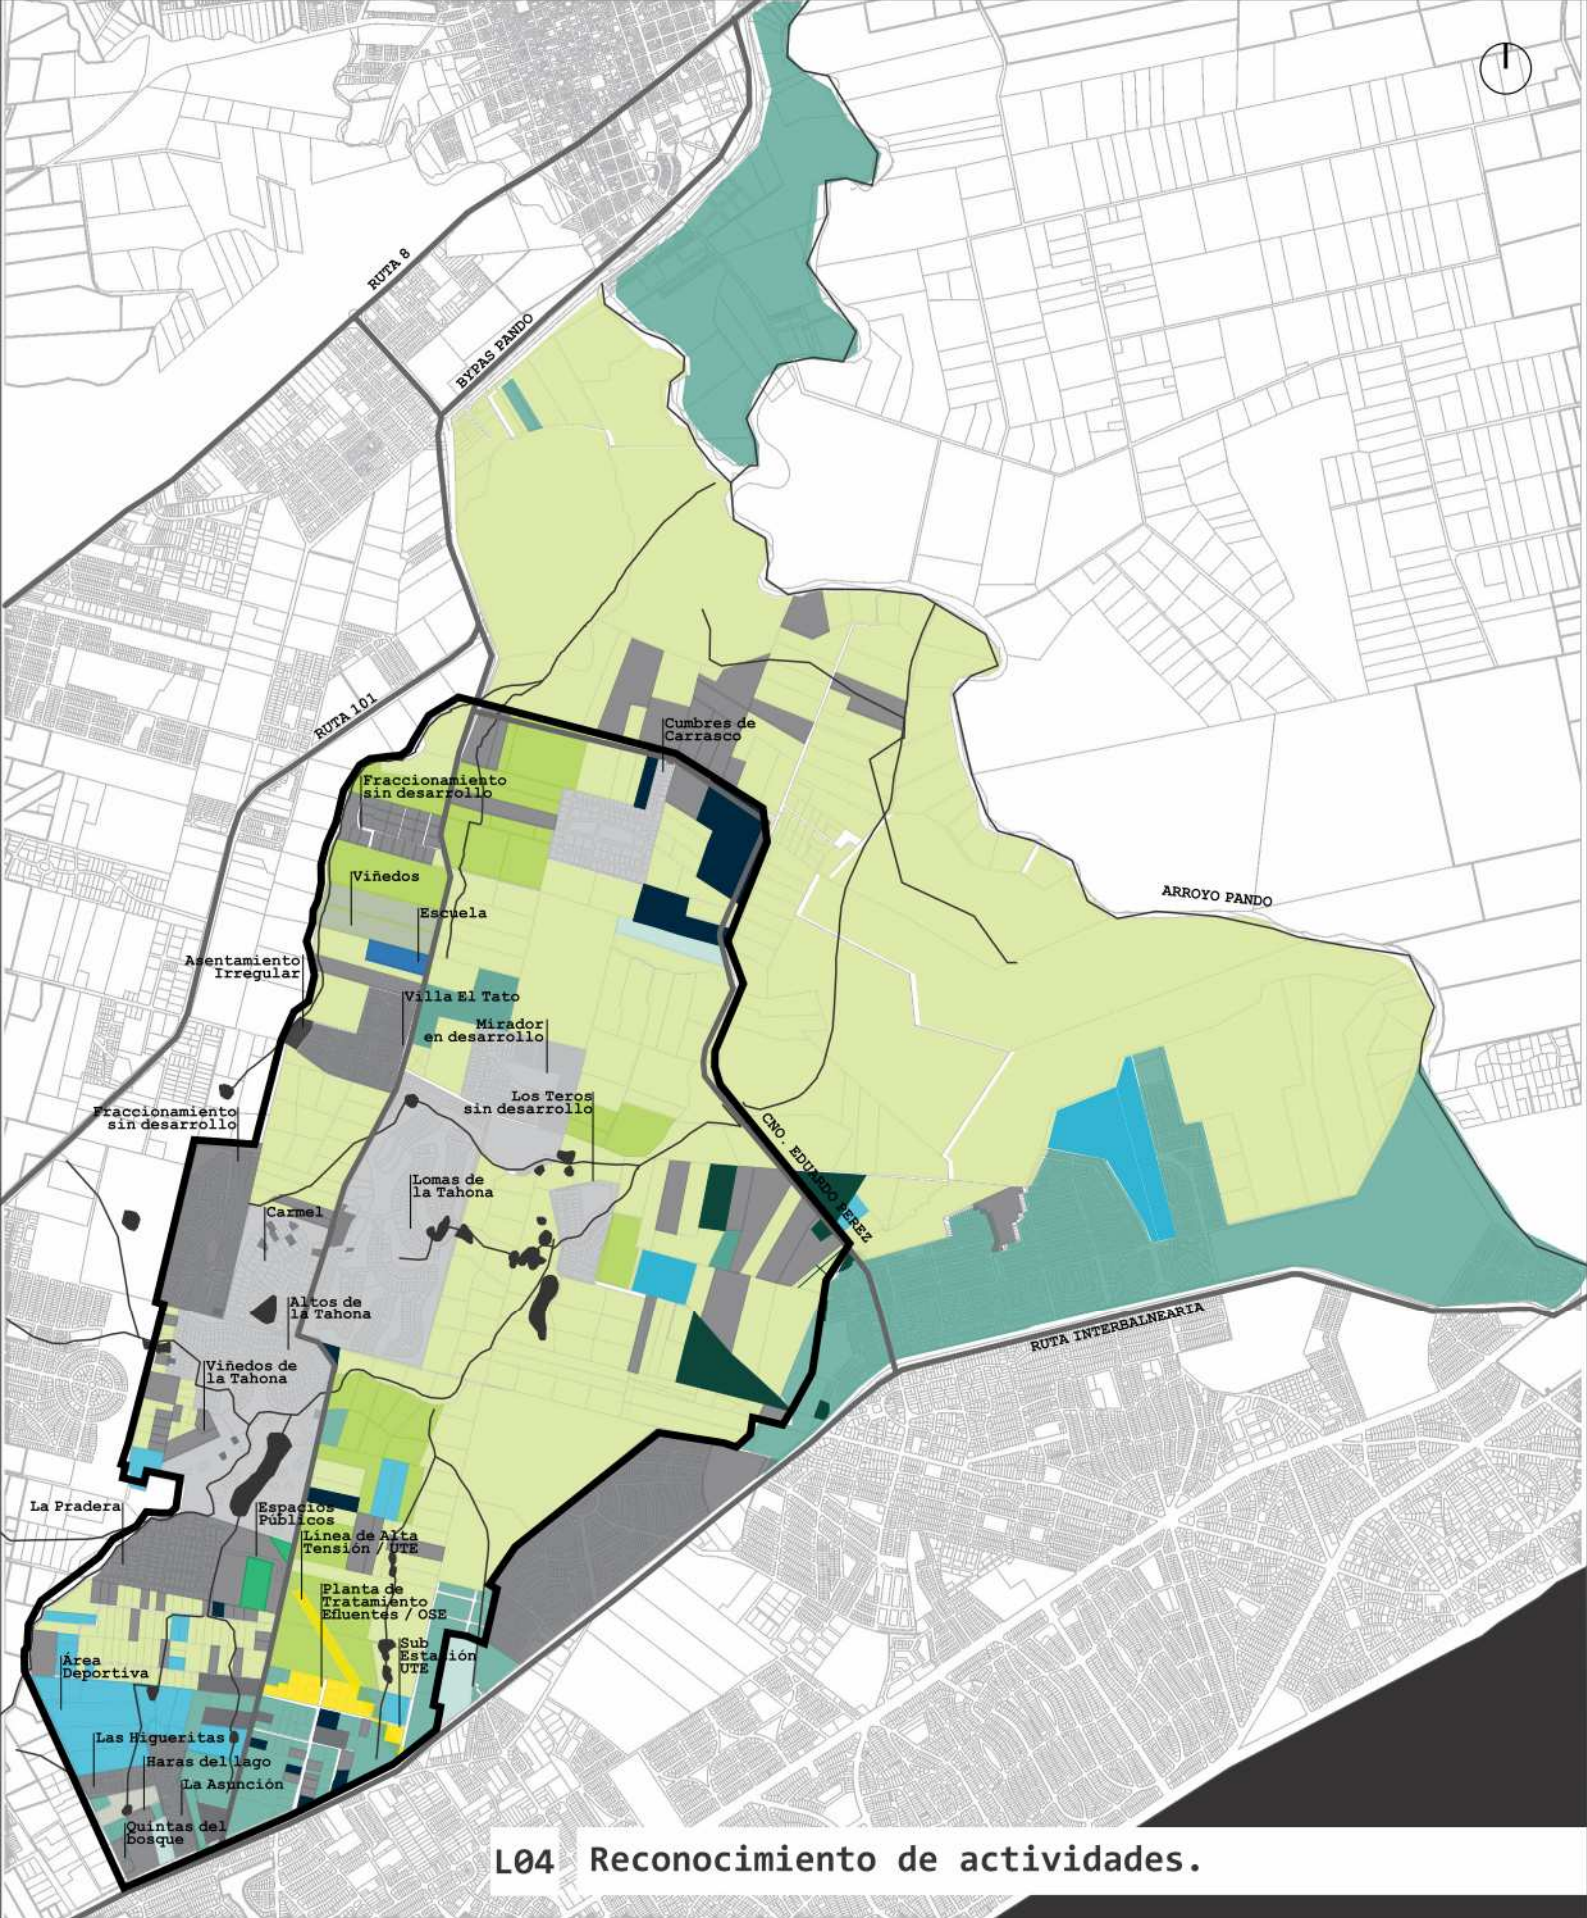 RUTA 8
BYPAS PANDO
RUTA 101
Cumbres de
Carrasco
Fraccionamiento
sin desarrollo
Viñedos
ARROYO PANDO
Escuela
Asentamiento
Irregular
Villa El Tato
Mirador
en desarrollo
Los Teros
sin desarrollo
Fraccionamiento
sin desarrollo
CNO. EDUARDO PEREZ
Lomas de
la Tahona
Carmel
Altos de
la Tahona
RUTA INTERBALNEARIA
Viñedos de
la Tahona
La Pradera
Espacios
Públicos
Linea de Alta
Tensión / UTE
Planta de
Tratamiento
Efluentes / OSE
Sub
Estación
UTE
Área
Deportiva
Las Higueritas
Haras del lago
La Asunción
Quintas del
bosque
L04 Reconocimiento de actividades.